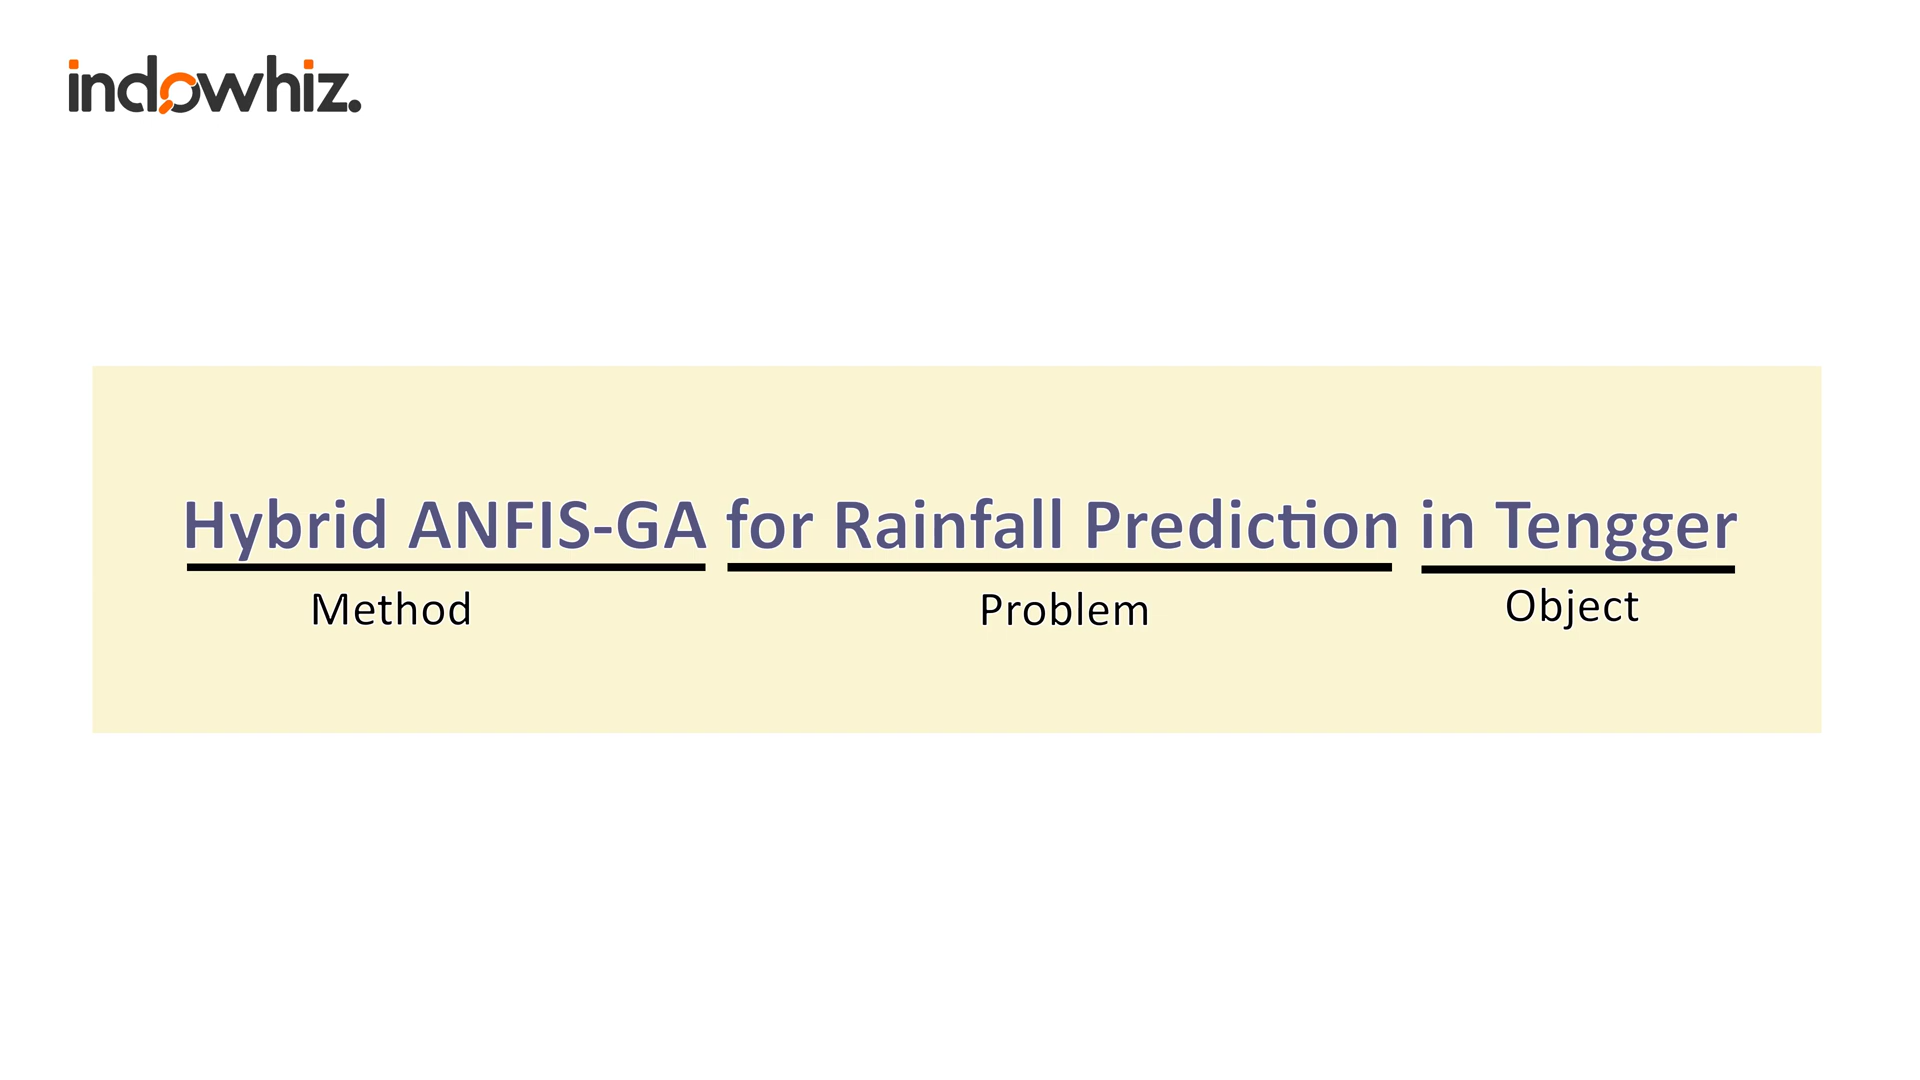 indowhiz.
Hybrid ANFIS-GA for Rainfall Prediction in Tengger
Method Problem Object